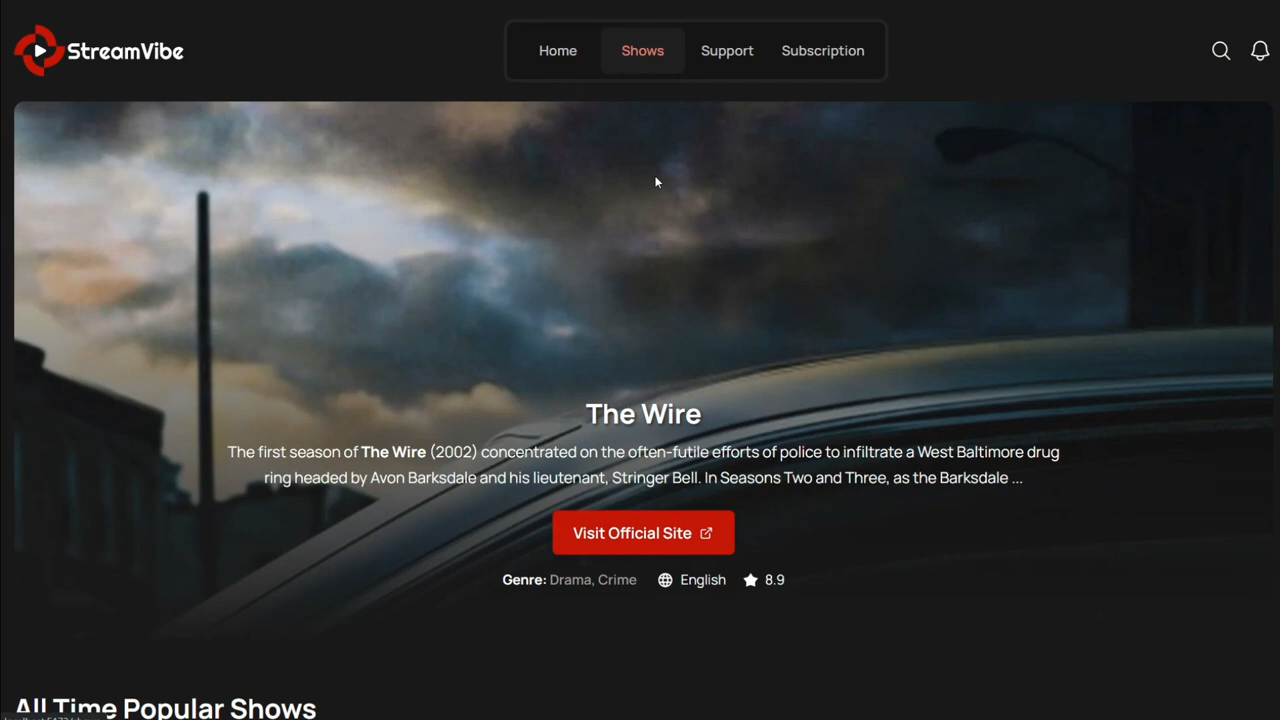 StreamVibe
Home Shows Support Subscription
The Wire
The first season of The Wire (2002) concentrated on the often-futile efforts of police to infiltrate a West Baltimore drug
ring headed by Avon Barksdale and his lieutenant, Stringer Bell. In Seasons Two and Three, as the Barksdale ...
Visit Official Site
Genre: Drama, Crime English 8.9
All Time Popular Shows